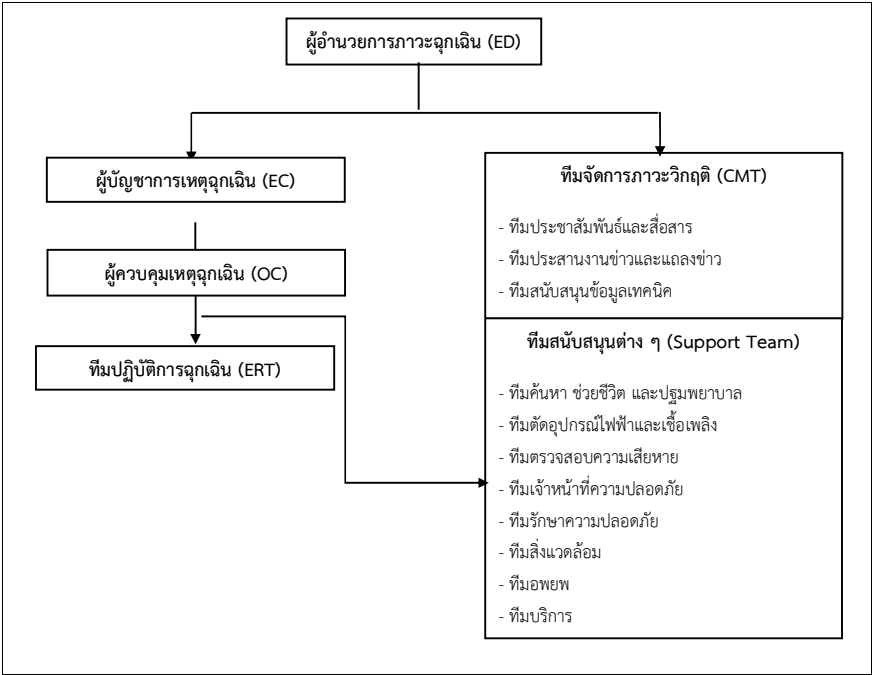 ผู้อำนวยการภาวะฉุกเฉิน (ED)
ผู้บัญชาการเหตุฉุกเฉิน (EC)
ผู้ควบคุมเหตุฉุกเฉิน (OC)
ทีมปฏิบัติการฉุกเฉิน (ERT)
ทีมจัดการภาวะวิกฤติ (CMT)
- ทีมประชาสัมพันธ์และสื่อสาร
- ทีมประสานงานข่าวและแถลงข่าว
- ทีมสนับสนุนข้อมูลเทคนิค
ทีมสนับสนุนต่าง ๆ (Support Team)
- ทีมค้นหา ช่วยชีวิต และปฐมพยาบาล
- ทีมตัดอุปกรณ์ไฟฟ้าและเชื้อเพลิง
- ทีมตรวจสอบความเสียหาย
- ทีมเจ้าหน้าที่ความปลอดภัย
- ทีมรักษาความปลอดภัย
- ทีมสิ่งแวดล้อม
- ทีมอพยพ
- ทีมบริการ